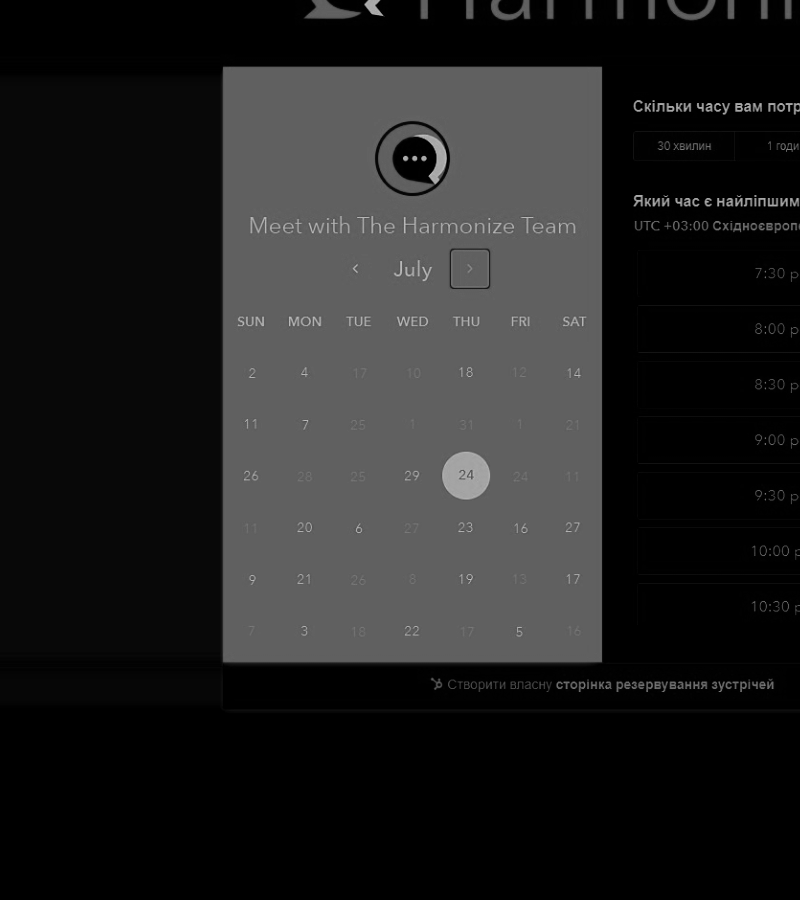 Harmoni
Meet with The Harmonize Team
July
SUN MON TUE WED THU FRI SAT
2 4 17 10 18 12 14
11 7 25 1 31 1 21
26 28 25 29 24 24 11
11 20 6 27 23 16 27
9 21 26 8 19 13 17
7 3 18 22 17 5 16
Скільки часу вам потр
30 хвилин 1 годи
Який час є найліпшим
UTC +03:00 Східноєвропе
7:30 p
8:00 p
8:30 p
9:00 p
9:30 p
10:00 p
10:30 p
Створити власну сторінка резервування зустрічей